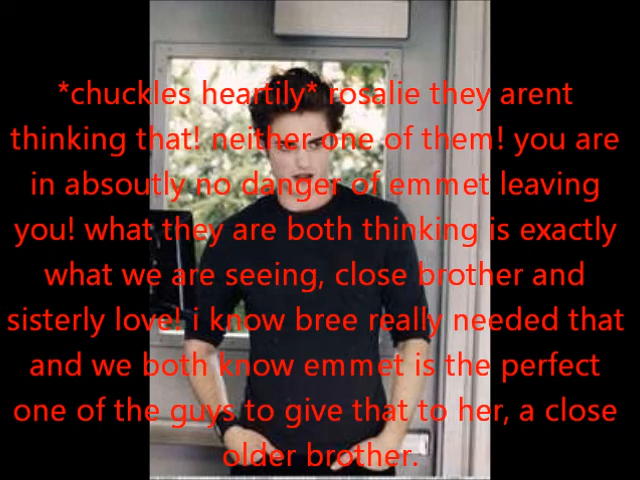 *chuckles heartily* rosalie they arent
thinking that! neither one of them! you are
in absoutly no danger of emmet leaving
you! what they are both thinking is exactly
what we are seeing, close brother and
sisterly love! i know bree really needed that
and we both know emmet is the perfect
one of the guys to give that to her, a close
older brother.